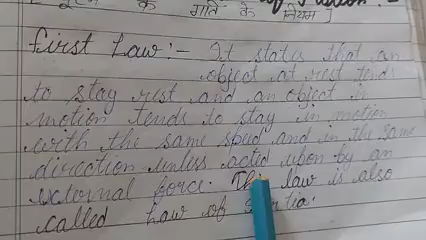 के गति के नियम]
First Law:- It states that an
object at rest tends
to stay rest and an object in
motion tends to stay in motion
with the same speed and in the same
direction unless acted upon by an
external force. This law is also
called Law of